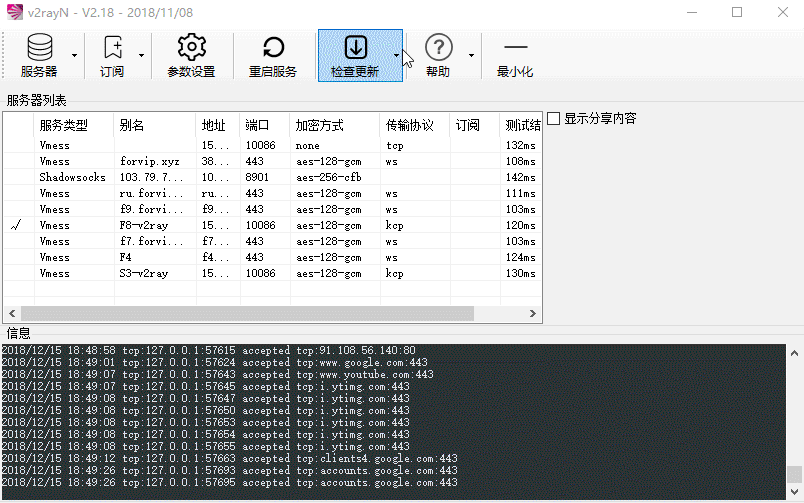 v2rayN - V2.18 - 2018/11/08
服务器 订阅 参数设置 重启服务 检查更新 帮助 最小化
服务器列表
服务类型 别名 地址 端口 加密方式 传输协议 订阅 测试结
显示分享内容
Vmess 15... 10086 none tcp 132ms
Vmess forvip.xyz 38... 443 aes-128-gcm ws 108ms
Shadowsocks 103.79.7... 10... 8901 aes-256-cfb 142ms
Vmess ru.forvi... ru... 443 aes-128-gcm ws 111ms
Vmess f9.forvi... f9... 443 aes-128-gcm ws 103ms
√ Vmess F8-v2ray 15... 10086 aes-128-gcm kcp 120ms
Vmess f7.forvi... f7... 443 aes-128-gcm ws 103ms
Vmess F4 f4... 443 aes-128-gcm ws 124ms
Vmess S3-v2ray 15... 10086 aes-128-gcm kcp 130ms
信息
2018/12/15 18:48:58 tcp:127.0.0.1:57615 accepted tcp:91.108.56.140:80
2018/12/15 18:49:01 tcp:127.0.0.1:57624 accepted tcp:www.google.com:443
2018/12/15 18:49:07 tcp:127.0.0.1:57643 accepted tcp:www.youtube.com:443
2018/12/15 18:49:07 tcp:127.0.0.1:57645 accepted tcp:i.ytimg.com:443
2018/12/15 18:49:08 tcp:127.0.0.1:57647 accepted tcp:i.ytimg.com:443
2018/12/15 18:49:08 tcp:127.0.0.1:57650 accepted tcp:i.ytimg.com:443
2018/12/15 18:49:08 tcp:127.0.0.1:57653 accepted tcp:i.ytimg.com:443
2018/12/15 18:49:08 tcp:127.0.0.1:57654 accepted tcp:i.ytimg.com:443
2018/12/15 18:49:08 tcp:127.0.0.1:57655 accepted tcp:i.ytimg.com:443
2018/12/15 18:49:12 tcp:127.0.0.1:57663 accepted tcp:clients4.google.com:443
2018/12/15 18:49:26 tcp:127.0.0.1:57693 accepted tcp:accounts.google.com:443
2018/12/15 18:49:26 tcp:127.0.0.1:57695 accepted tcp:accounts.google.com:443